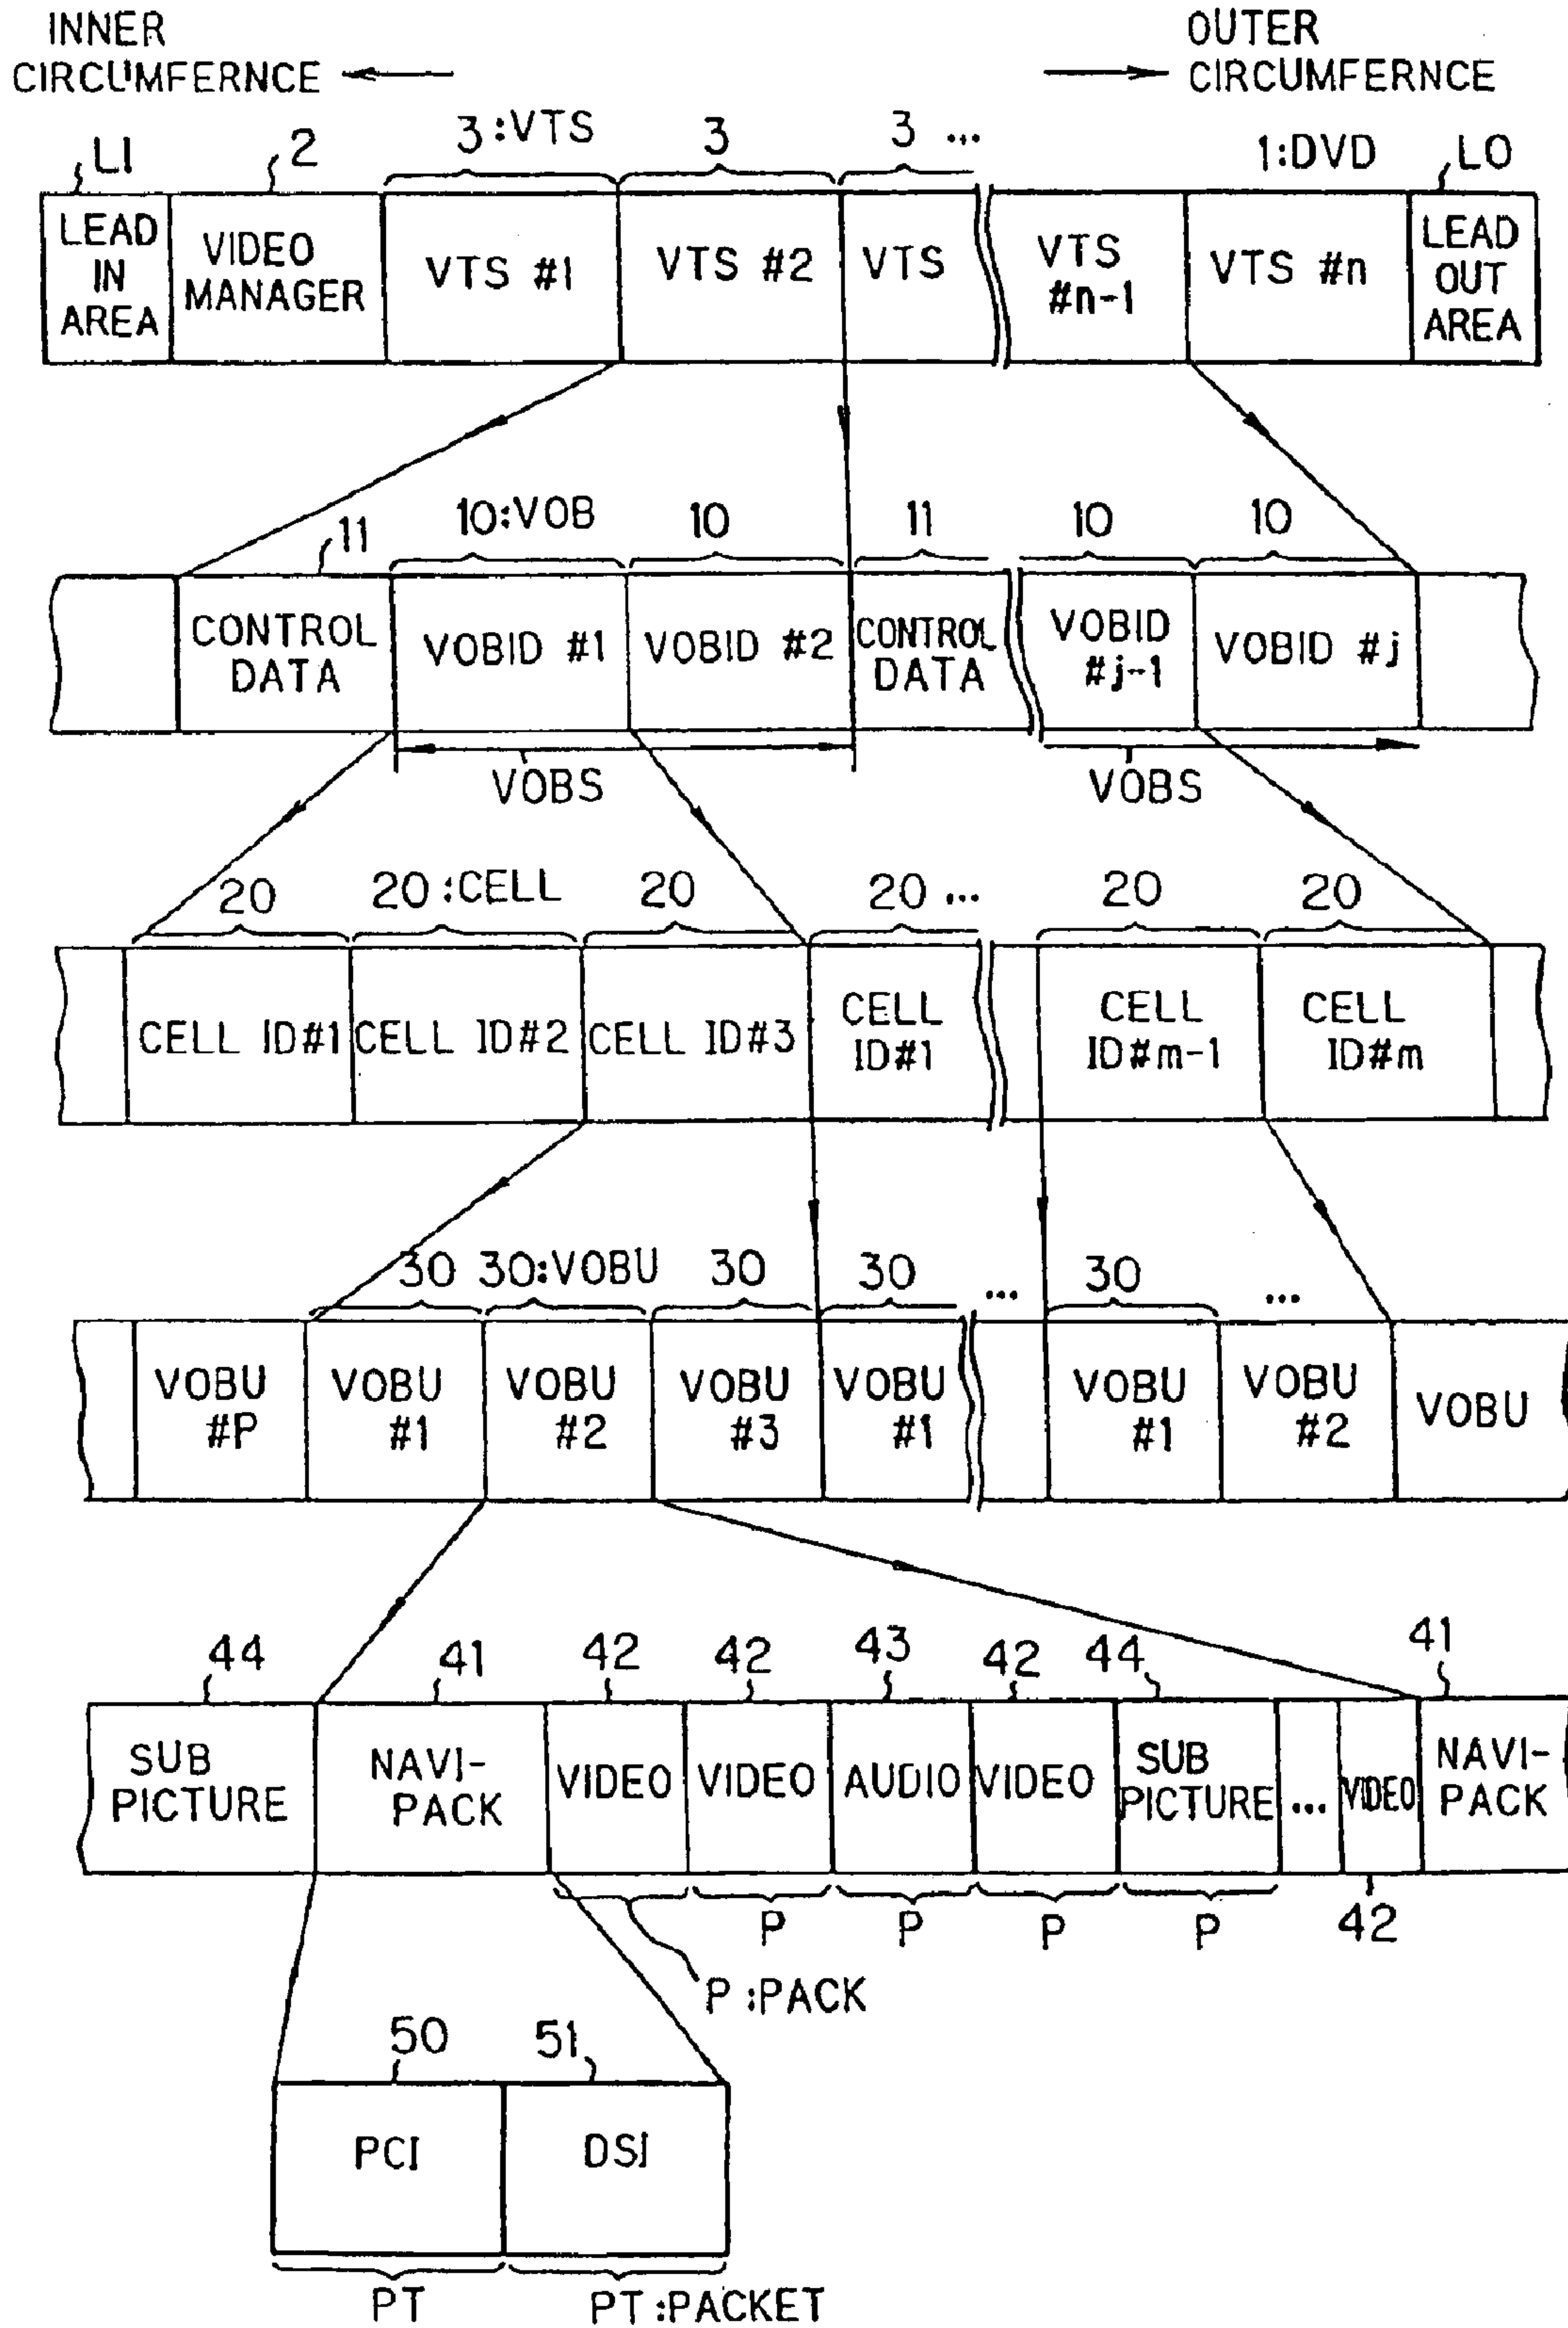 INNER
CIRCUMFERNCE
OUTER
CIRCUMFERNCE
LI
2
3:VTS
3
3 ...
1:DVD
LO
LEAD
IN
AREA
VIDEO
MANAGER
VTS #1
VTS #2
VTS
VTS
#n-1
VTS #n
LEAD
OUT
AREA
11
10:VOB
10
11
10
10
CONTROL
DATA
VOBID #1
VOBID #2
CONTROL
DATA
VOBID
#j-1
VOBID #j
VOBS
VOBS
20
20:CELL
20
20 ...
20
20
CELL ID#1
CELL ID#2
CELL ID#3
CELL
ID#1
CELL
ID#m-1
CELL
ID#m
30
30:VOBU
30
30
...
30
...
VOBU
#P
VOBU
#1
VOBU
#2
VOBU
#3
VOBU
#1
VOBU
#1
VOBU
#2
VOBU
44
41
42
42
43
42
44
41
SUB
PICTURE
NAVI-
PACK
VIDEO
VIDEO
AUDIO
VIDEO
SUB
PICTURE
...
VIDEO
NAVI-
PACK
P
P
P
P
42
P:PACK
50
51
PCI
DSI
PT
PT:PACKET